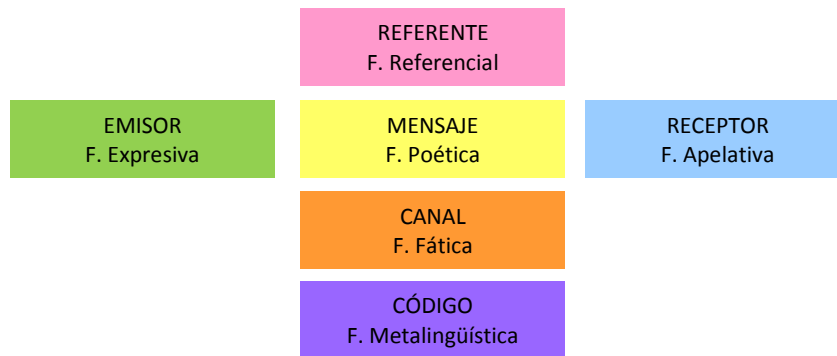 REFERENTE
F. Referencial
EMISOR
F. Expresiva
MENSAJE
F. Poética
RECEPTOR
F. Apelativa
CANAL
F. Fática
CÓDIGO
F. Metalingüística